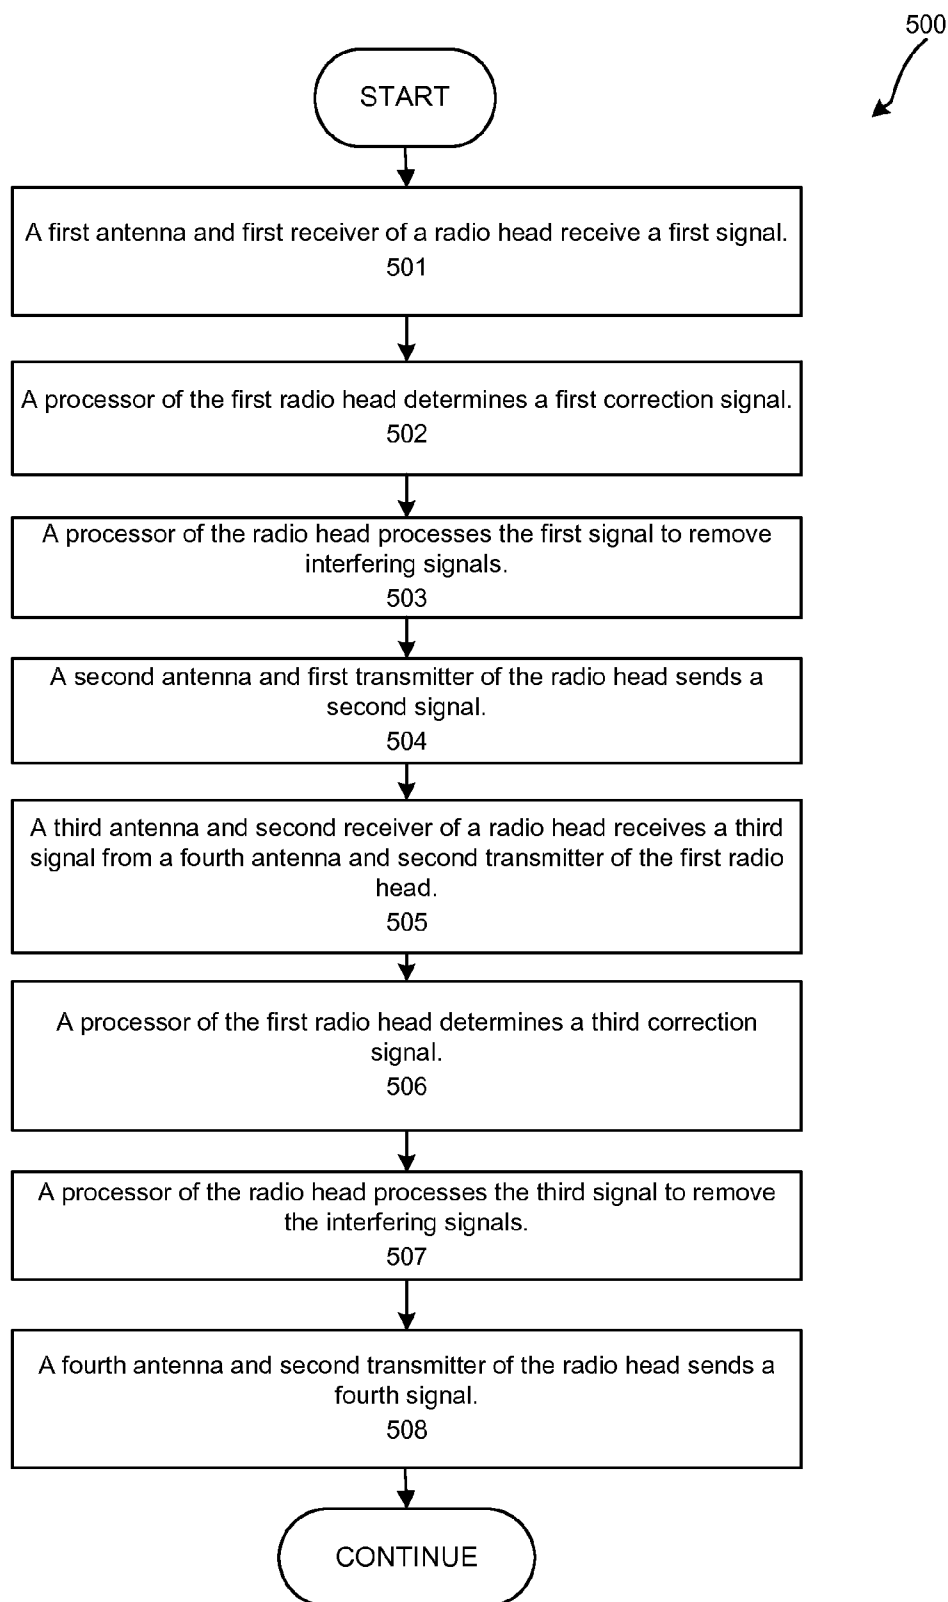 500
START
A first antenna and first receiver of a radio head receive a first signal.
501
A processor of the first radio head determines a first correction signal.
502
A processor of the radio head processes the first signal to remove
interfering signals.
503
A second antenna and first transmitter of the radio head sends a
second signal.
504
A third antenna and second receiver of a radio head receives a third
signal from a fourth antenna and second transmitter of the first radio
head.
505
A processor of the first radio head determines a third correction
signal.
506
A processor of the radio head processes the third signal to remove
the interfering signals.
507
A fourth antenna and second transmitter of the radio head sends a
fourth signal.
508
CONTINUE